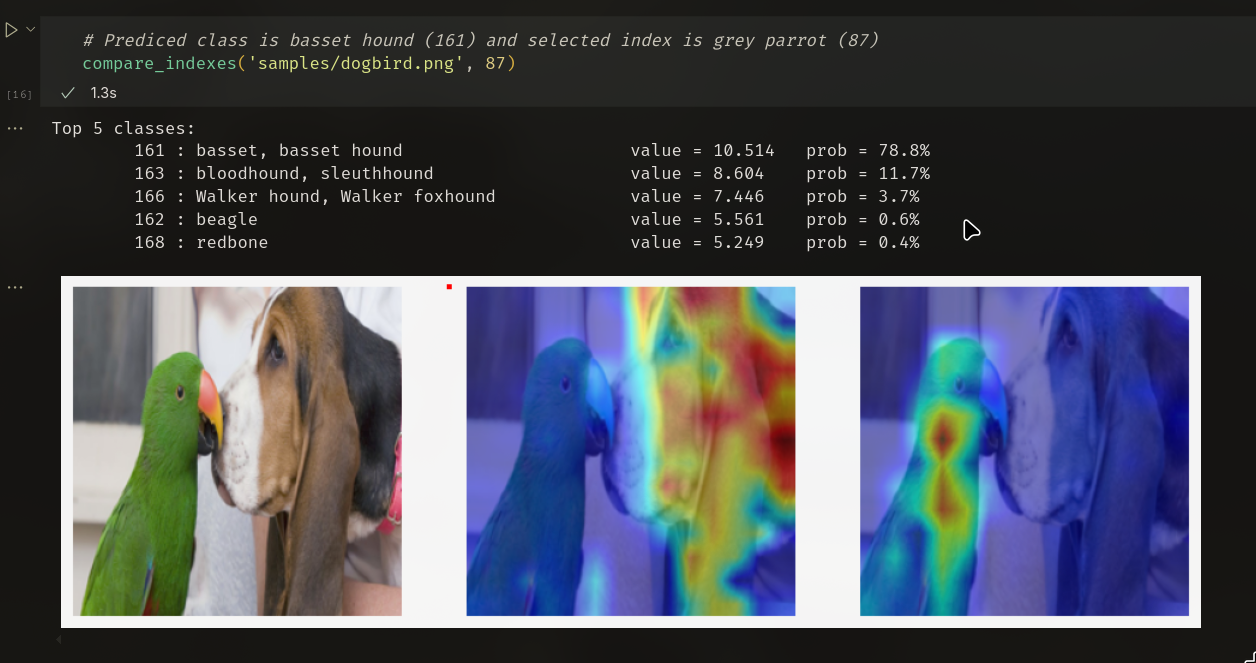 # Prediced class is basset hound (161) and selected index is grey parrot (87)
compare_indexes('samples/dogbird.png', 87)
[16] 1.3s
Top 5 classes:
161 : basset, basset hound value = 10.514 prob = 78.8%
163 : bloodhound, sleuthhound value = 8.604 prob = 11.7%
166 : Walker hound, Walker foxhound value = 7.446 prob = 3.7%
162 : beagle value = 5.561 prob = 0.6%
168 : redbone value = 5.249 prob = 0.4%